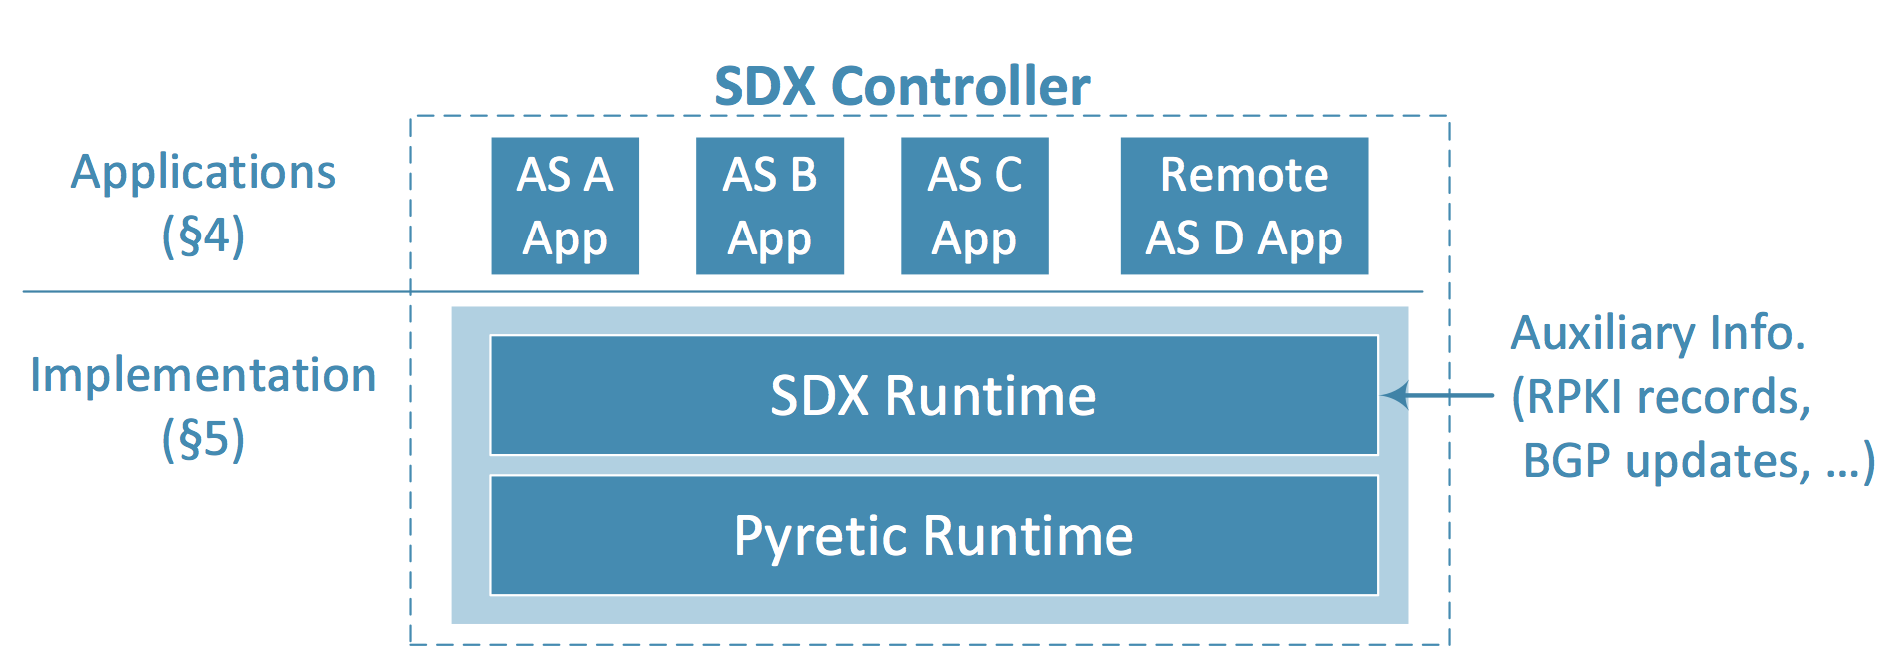 SDX Controller
Applications
(§4)
AS A
App
AS B
App
AS C
App
Remote
AS D App
Implementation
(§5)
SDX Runtime
Pyretic Runtime
Auxiliary Info.
(RPKI records,
BGP updates, ...)